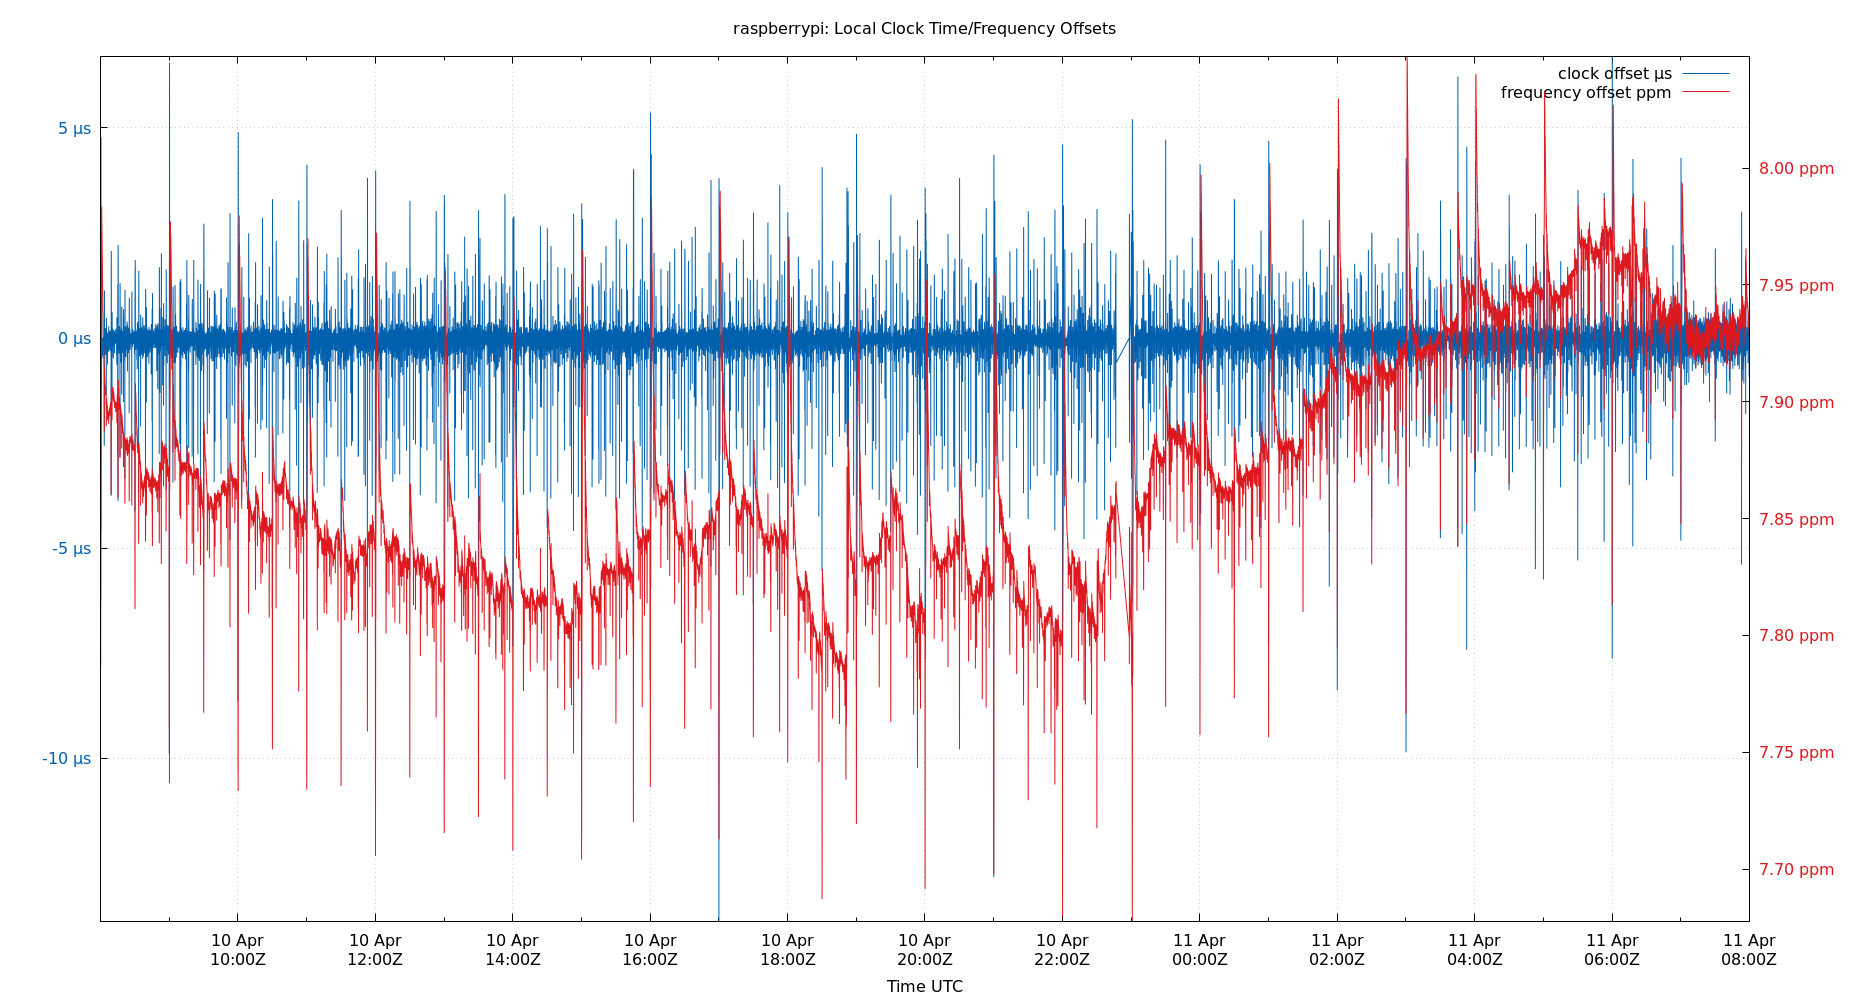 raspberrypi: Local Clock Time/Frequency Offsets
clock offset µs
frequency offset ppm
5 µs
0 µs
-5 µs
-10 µs
8.00 ppm
7.95 ppm
7.90 ppm
7.85 ppm
7.80 ppm
7.75 ppm
7.70 ppm
10 Apr 10 Apr 10 Apr 10 Apr 10 Apr 10 Apr 10 Apr 11 Apr 11 Apr 11 Apr 11 Apr 11 Apr
10:00Z 12:00Z 14:00Z 16:00Z 18:00Z 20:00Z 22:00Z 00:00Z 02:00Z 04:00Z 06:00Z 08:00Z
Time UTC